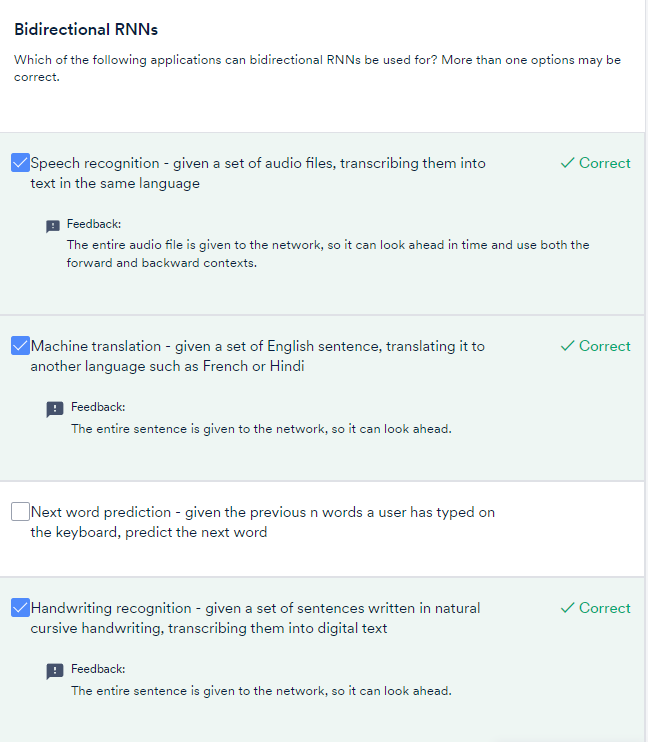 Bidirectional RNNs
Which of the following applications can bidirectional RNNs be used for? More than one options may be
correct.
Speech recognition - given a set of audio files, transcribing them into
text in the same language
Correct
Feedback:
The entire audio file is given to the network, so it can look ahead in time and use both the
forward and backward contexts.
Machine translation - given a set of English sentence, translating it to
another language such as French or Hindi
Correct
Feedback:
The entire sentence is given to the network, so it can look ahead.
Next word prediction - given the previous n words a user has typed on
the keyboard, predict the next word
Handwriting recognition - given a set of sentences written in natural
cursive handwriting, transcribing them into digital text
Correct
Feedback:
The entire sentence is given to the network, so it can look ahead.